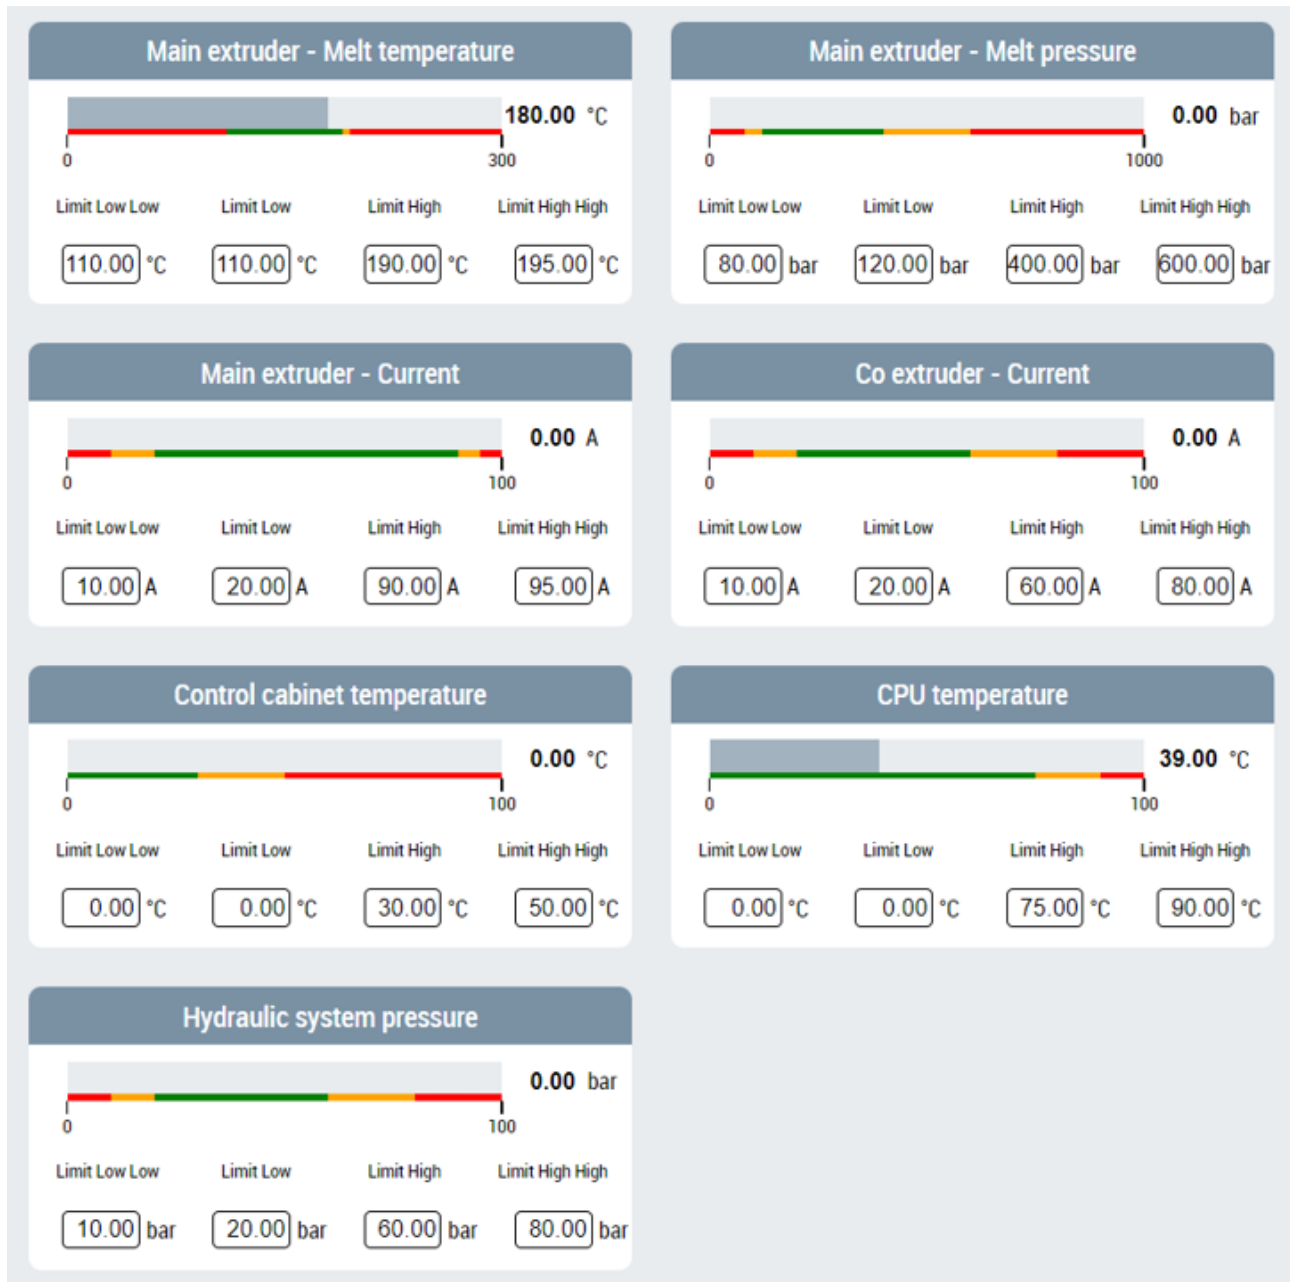 Main extruder - Melt temperature
180.00 °C
0 300
Limit Low Low Limit Low Limit High Limit High High
110.00 °C 110.00 °C 190.00 °C 195.00 °C
Main extruder - Melt pressure
0.00 bar
0 1000
Limit Low Low Limit Low Limit High Limit High High
80.00 bar 120.00 bar 400.00 bar 600.00 bar
Main extruder - Current
0.00 A
0 100
Limit Low Low Limit Low Limit High Limit High High
10.00 A 20.00 A 90.00 A 95.00 A
Co extruder - Current
0.00 A
0 100
Limit Low Low Limit Low Limit High Limit High High
10.00 A 20.00 A 60.00 A 80.00 A
Control cabinet temperature
0.00 °C
0 100
Limit Low Low Limit Low Limit High Limit High High
0.00 °C 0.00 °C 30.00 °C 50.00 °C
CPU temperature
39.00 °C
0 100
Limit Low Low Limit Low Limit High Limit High High
0.00 °C 0.00 °C 75.00 °C 90.00 °C
Hydraulic system pressure
0.00 bar
0 100
Limit Low Low Limit Low Limit High Limit High High
10.00 bar 20.00 bar 60.00 bar 80.00 bar